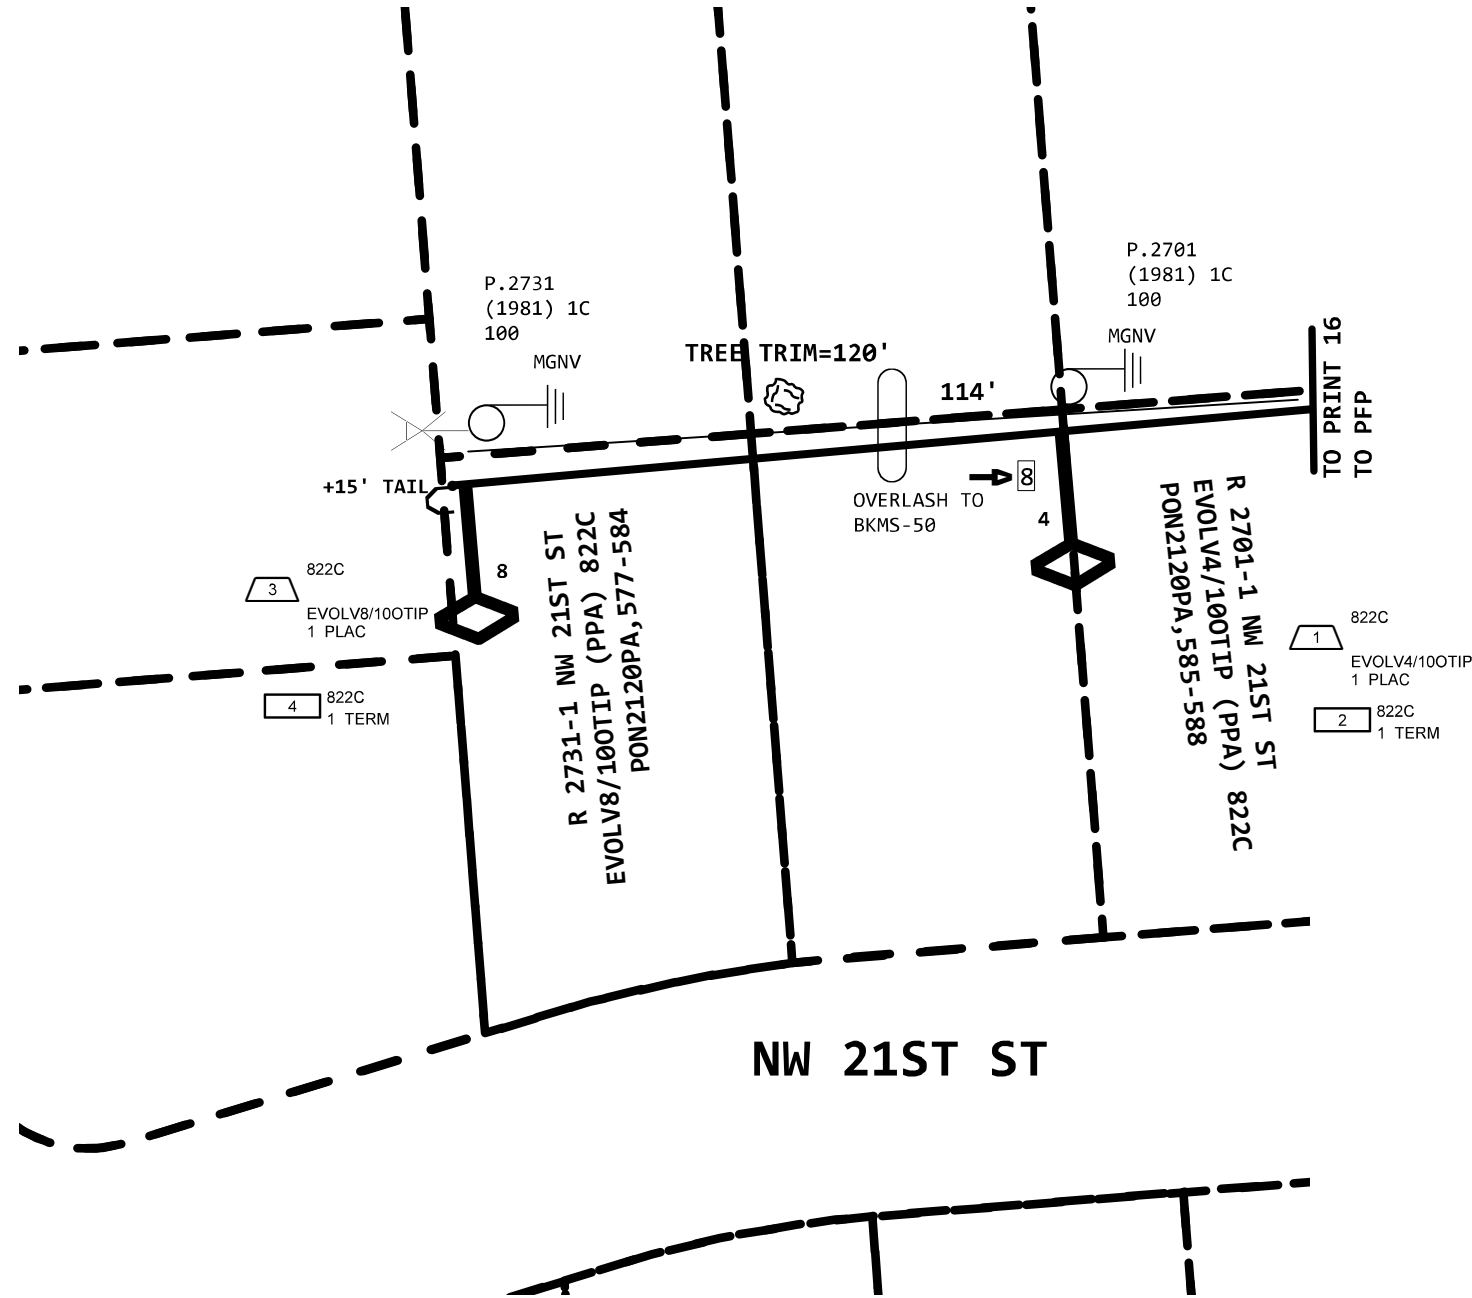 P.2701
(1981) 1C
100
MGNV
P.2731
(1981) 1C
100
MGNV
TREE TRIM=120'
114'
TO PRINT 16
TO PFP
+15' TAIL
OVERLASH TO
BKMS-50
8
4
8
R 2731-1 NW 21ST ST
EVOLV8/100TIP (PPA) 822C
PON2120PA,577-584
R 2701-1 NW 21ST ST
EVOLV4/100TIP (PPA) 822C
PON2120PA,585-588
3
822C
EVOLV8/10OTIP
1 PLAC
4
822C
1 TERM
1
822C
EVOLV4/10OTIP
1 PLAC
2
822C
1 TERM
NW 21ST ST